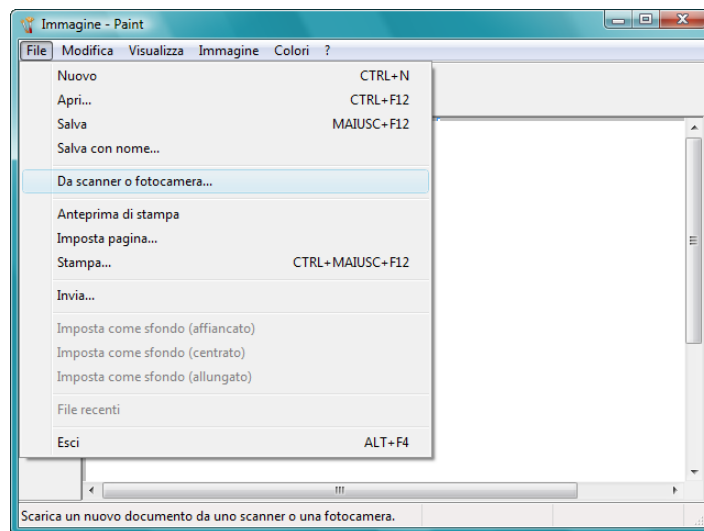 Immagine - Paint
File Modifica Visualizza Immagine Colori ?
Nuovo CTRL+N
Apri... CTRL+F12
Salva MAIUSC+F12
Salva con nome...
Da scanner o fotocamera...
Anteprima di stampa
Imposta pagina...
Stampa... CTRL+MAIUSC+F12
Invia...
Imposta come sfondo (affiancato)
Imposta come sfondo (centrato)
Imposta come sfondo (allungato)
File recenti
Esci ALT+F4
Scarica un nuovo documento da uno scanner o una fotocamera.